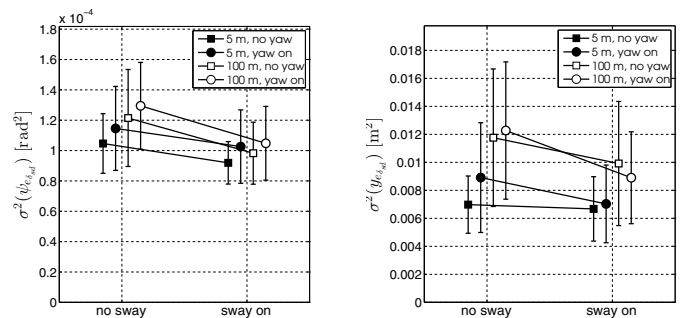 x 10⁻⁴
1.8
1.6
1.4
1.2
1
0.8
0.6
0.4
0.2
0
σ²(ψ_{e_{δ_{sd}}}) [rad²]
5 m, no yaw
5 m, yaw on
100 m, no yaw
100 m, yaw on
no sway
sway on
0.018
0.016
0.014
0.012
0.01
0.008
0.006
0.004
0.002
0
σ²(y_{e_{δ_{sd}}}) [m²]
5 m, no yaw
5 m, yaw on
100 m, no yaw
100 m, yaw on
no sway
sway on